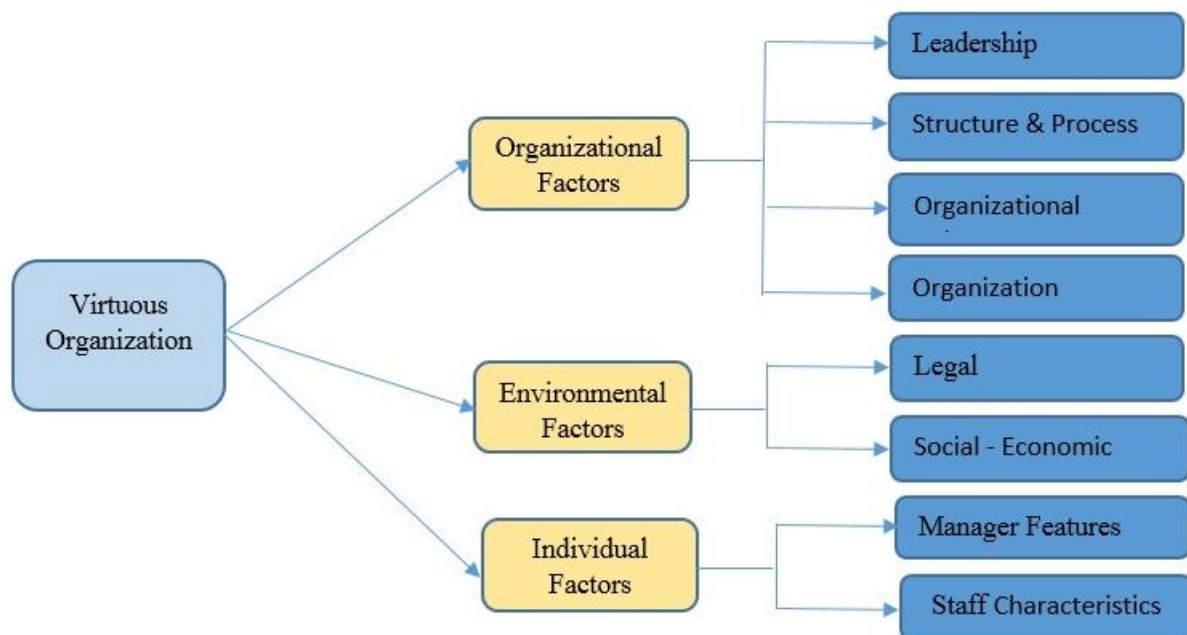 Virtuous
Organization
Organizational
Factors
Environmental
Factors
Individual
Factors
Leadership
Structure & Process
Organizational
Organization
Legal
Social - Economic
Manager Features
Staff Characteristics